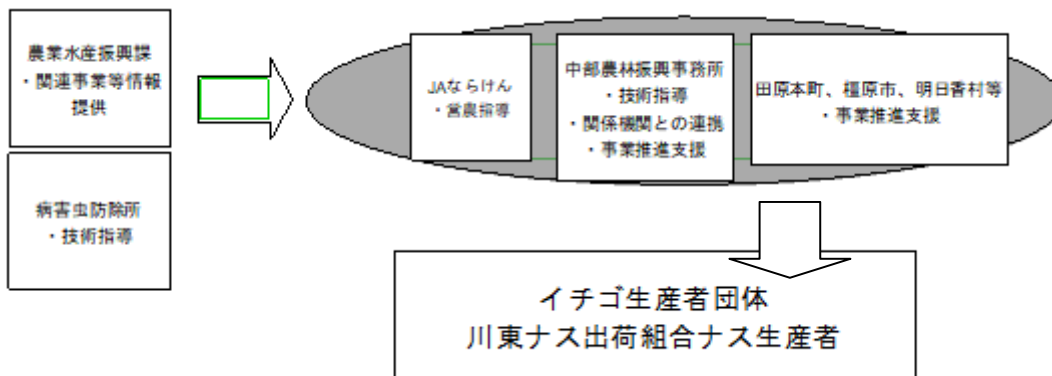 農業水産振興課
・関連事業等情報
提供
病害虫防除所
・技術指導
JAならけん
・営農指導
中部農林振興事務所
・技術指導
・関係機関との連携
・事業推進支援
田原本町、橿原市、明日香村等
・事業推進支援
イチゴ生産者団体
川東ナス出荷組合ナス生産者